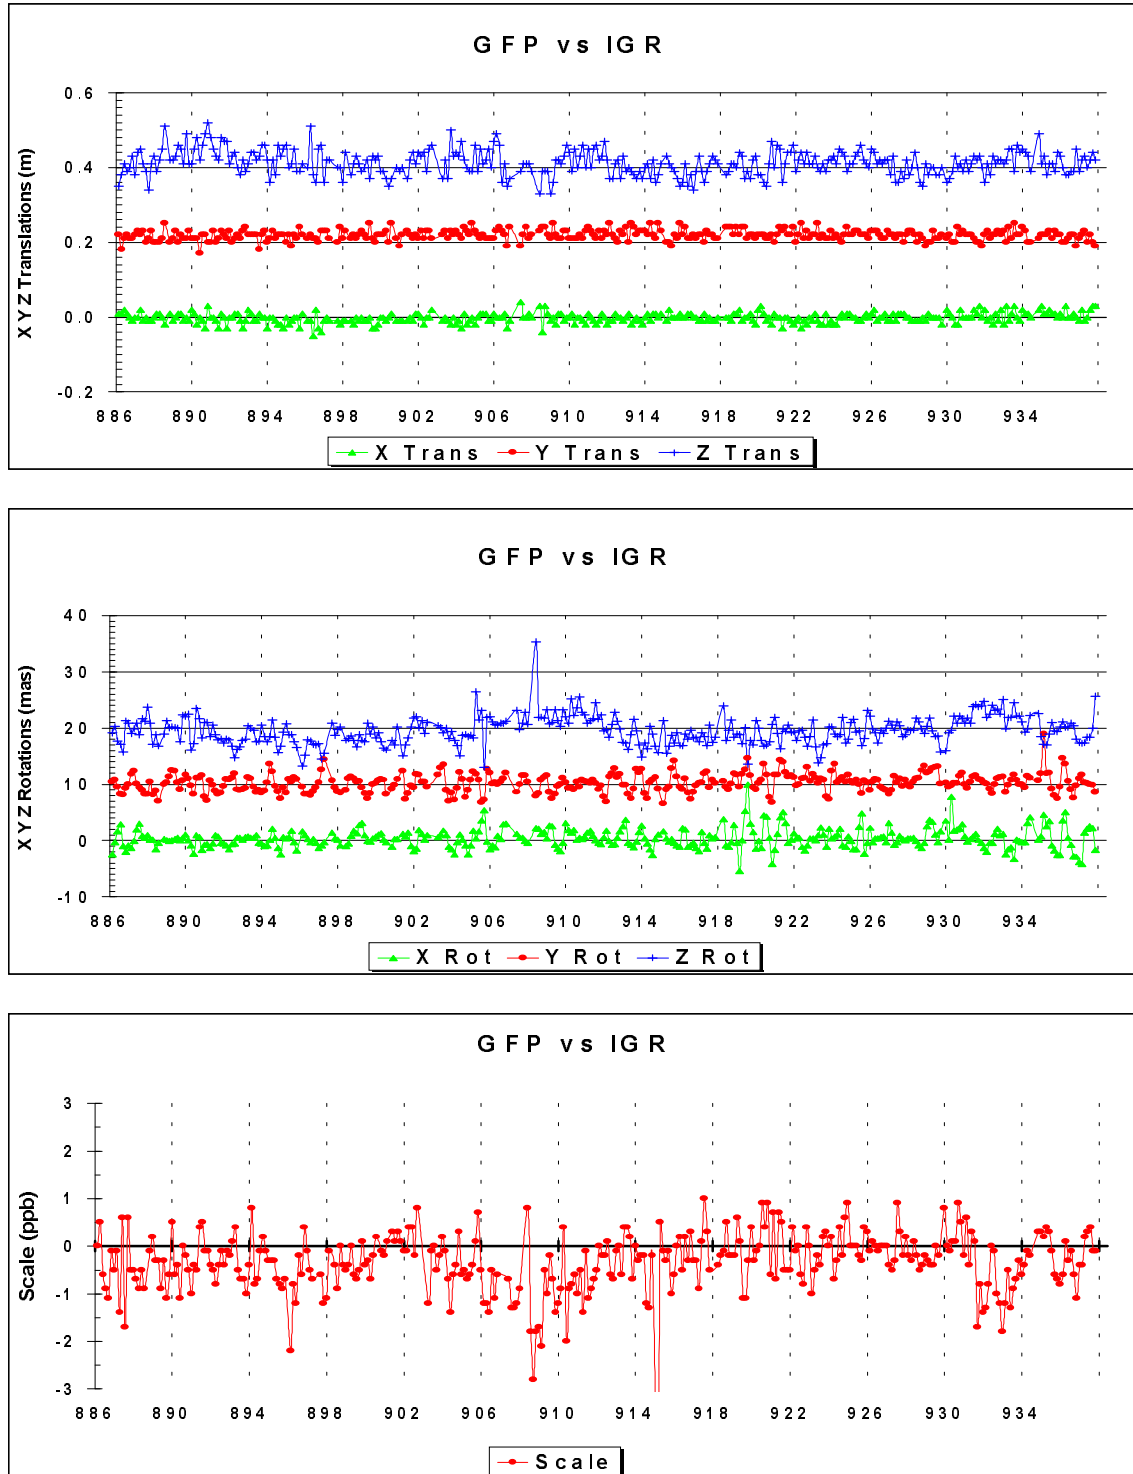 GFP vs IGR
X Y Z Translations (m)
0.6
0.4
0.2
0.0
-0.2
886 890 894 898 902 906 910 914 918 922 926 930 934
X Trans Y Trans Z Trans
GFP vs IGR
X Y Z Rotations (mas)
40
30
20
10
0
-10
886 890 894 898 902 906 910 914 918 922 926 930 934
X Rot Y Rot Z Rot
GFP vs IGR
Scale (ppb)
3
2
1
0
-1
-2
-3
886 890 894 898 902 906 910 914 918 922 926 930 934
Scale